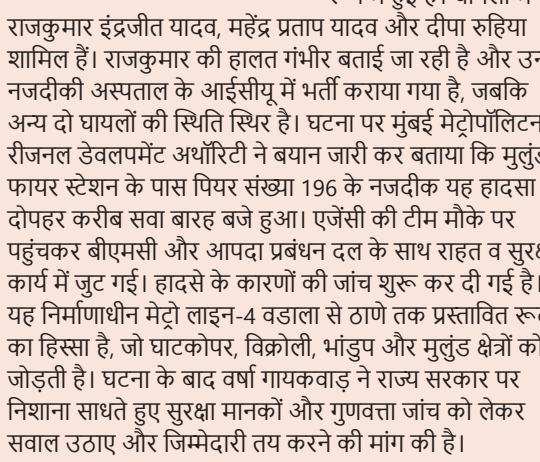 राजकुमार इंद्रजीत यादव, महेंद्र प्रताप यादव और दीपा रुहिया
शामिल हैं। राजकुमार की हालत गंभीर बताई जा रही है और
नजदीकी अस्पताल के आईसीयू में भर्ती कराया गया है, जबकि
अन्य दो घायलों की स्थिति स्थिर है। घटना पर मुंबई मेट्रोपॉलिटन
रीजनल डेवलपमेंट अथॉरिटी ने बयान जारी कर बताया कि
फायर स्टेशन के पास पियर संख्या 196 के नजदीक यह हादसा
दोपहर करीब सवा बारह बजे हुआ। एजेंसी की टीम मौके पर
पहुंचकर बीएमसी और आपदा प्रबंधन दल के साथ राहत व
कार्य में जुट गई। हादसे के कारणों की जांच शुरू कर दी गई है।
यह निर्माणाधीन मेट्रो लाइन-4 वडाला से ठाणे तक प्रस्तावित
का हिस्सा है, जो घाटकोपर, विक्रोली, भांडुप और मुलुंड क्षेत्रों को
जोड़ती है। घटना के बाद वर्षा गायकवाड़ ने राज्य सरकार पर
निशाना साधते हुए सुरक्षा मानकों और गुणवत्ता जांच को लेकर
सवाल उठाए और जिम्मेदारी तय करने की मांग की है।